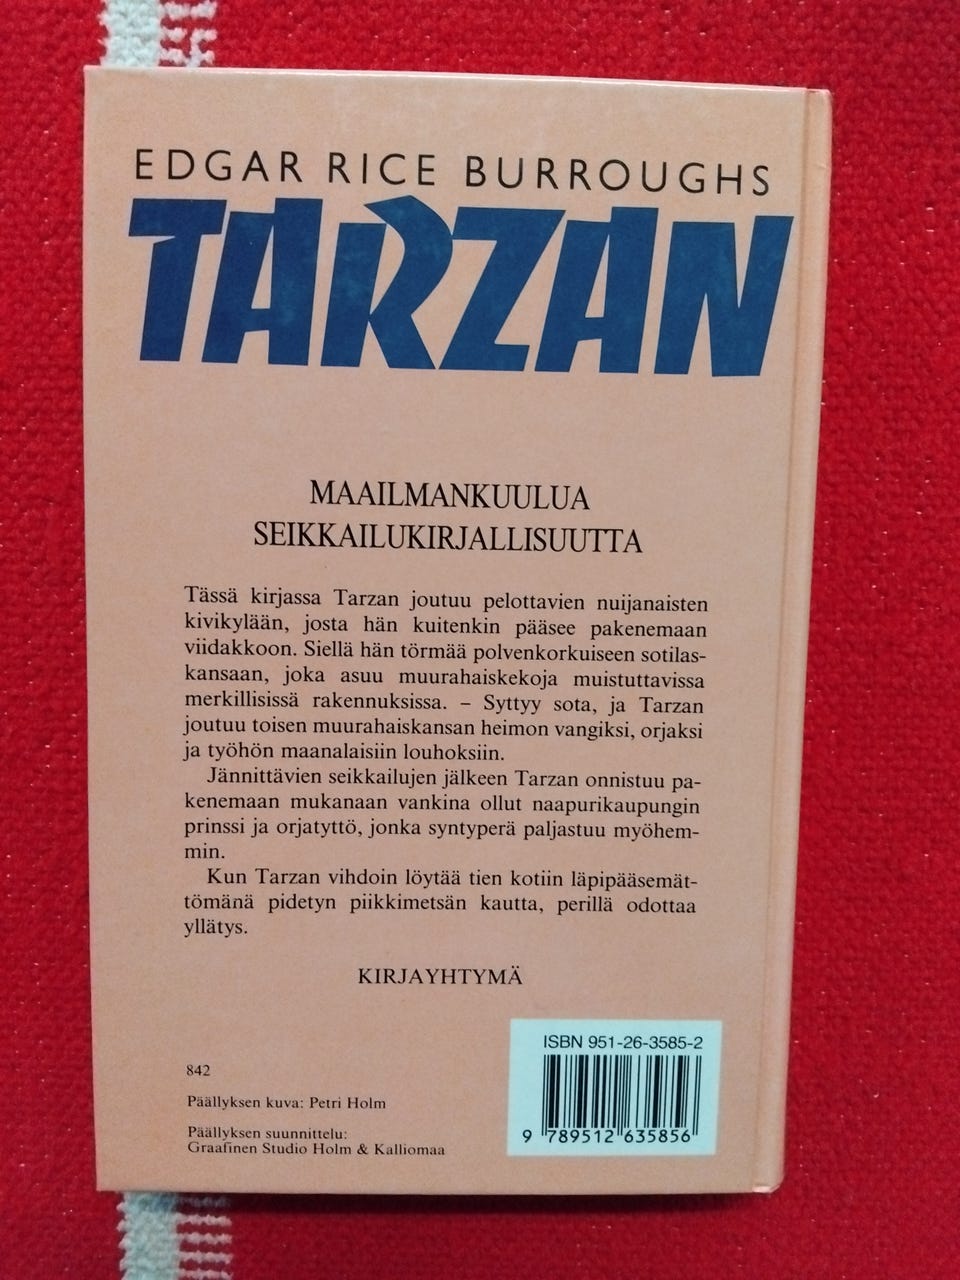 EDGAR RICE BURROUGHS
TARZAN
MAAILMANKUULUA
SEIKKAILUKIRJALLISUUTTA
Tässä kirjassa Tarzan joutuu pelottavien nuijanaisten
kivikylään, josta hän kuitenkin pääsee pakenemaan
viidakkoon. Siellä hän törmää polvenkorkuiseen sotilas-
kansaan, joka asuu muurahaiskekoja muistuttavissa
merkillisissä rakennuksissa. – Syttyy sota, ja Tarzan
joutuu toisen muurahaiskansan heimon vangiksi, orjaksi
ja työhön maanalaisiin louhoksiin.
Jännittävien seikkailujen jälkeen Tarzan onnistuu pa-
kenemaan mukanaan vankina ollut naapurikaupungin
prinssi ja orjatyttö, jonka syntyperä paljastuu myöhem-
min.
Kun Tarzan vihdoin löytää tien kotiin läpipääsemät-
tömänä pidetyn piikkimetsän kautta, perillä odottaa
yllätys.
KIRJAYHTYMÄ
ISBN 951-26-3585-2
9 789512 635856
842
Päällyksen kuva: Petri Holm
Päällyksen suunnittelu:
Graafinen Studio Holm & Kalliomaa